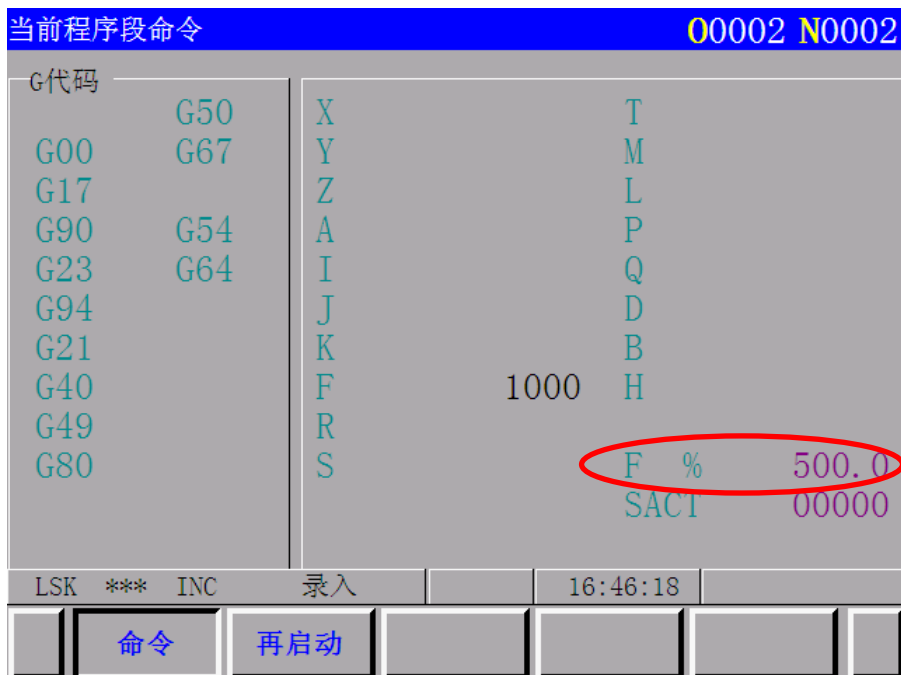 当前程序段命令 O0002 N0002
G代码
G50 X T
G00 G67 Y M
G17 Z L
G90 G54 A P
G23 G64 I Q
G94 J D
G21 K B
G40 F 1000 H
G49 R
G80 S F % 500.0
SACT 00000
LSK *** INC 录入 16:46:18
命令 再启动